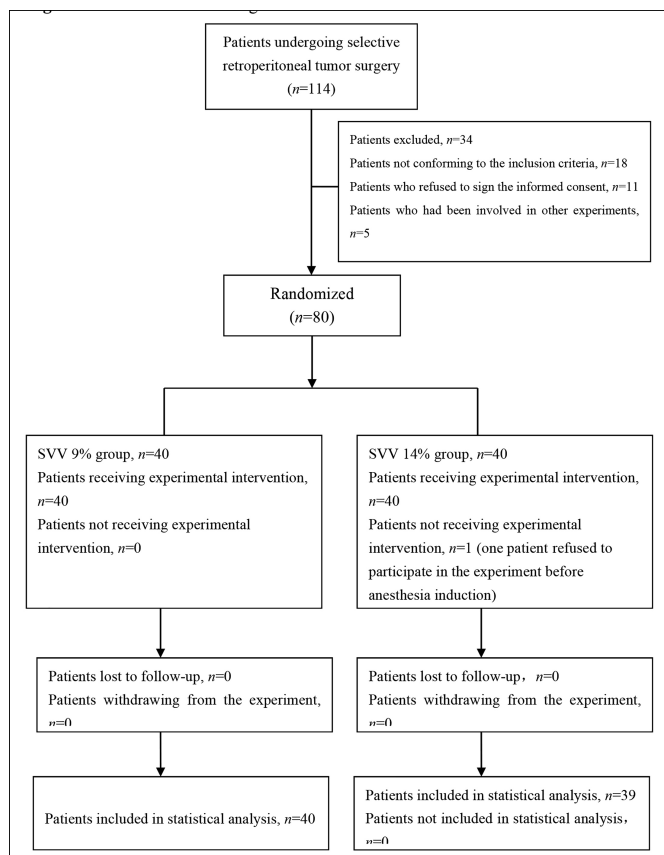 Patients undergoing selective
retroperitoneal tumor surgery
(n=114)
Patients excluded, n=34
Patients not conforming to the inclusion criteria, n=18
Patients who refused to sign the informed consent, n=11
Patients who had been involved in other experiments,
n=5
Randomized
(n=80)
SVV 9% group, n=40
Patients receiving experimental intervention,
n=40
Patients not receiving experimental
intervention, n=0
SVV 14% group, n=40
Patients receiving experimental intervention,
n=40
Patients not receiving experimental
intervention, n=1 (one patient refused to
participate in the experiment before
anesthesia induction)
Patients lost to follow-up, n=0
Patients withdrawing from the experiment,
n=0
Patients lost to follow-up，n=0
Patients withdrawing from the experiment,
n=0
Patients included in statistical analysis, n=40
Patients included in statistical analysis, n=39
Patients not included in statistical analysis，
n=0